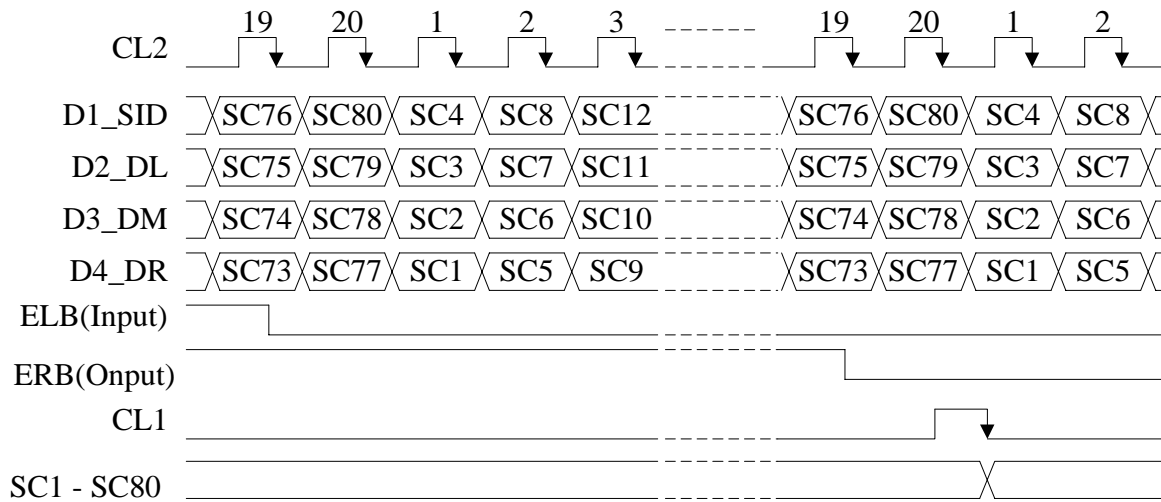 19 20 1 2 3 19 20 1 2
CL2
D1_SID SC76 SC80 SC4 SC8 SC12 SC76 SC80 SC4 SC8
D2_DL SC75 SC79 SC3 SC7 SC11 SC75 SC79 SC3 SC7
D3_DM SC74 SC78 SC2 SC6 SC10 SC74 SC78 SC2 SC6
D4_DR SC73 SC77 SC1 SC5 SC9 SC73 SC77 SC1 SC5
ELB(Input)
ERB(Onput)
CL1
SC1 - SC80